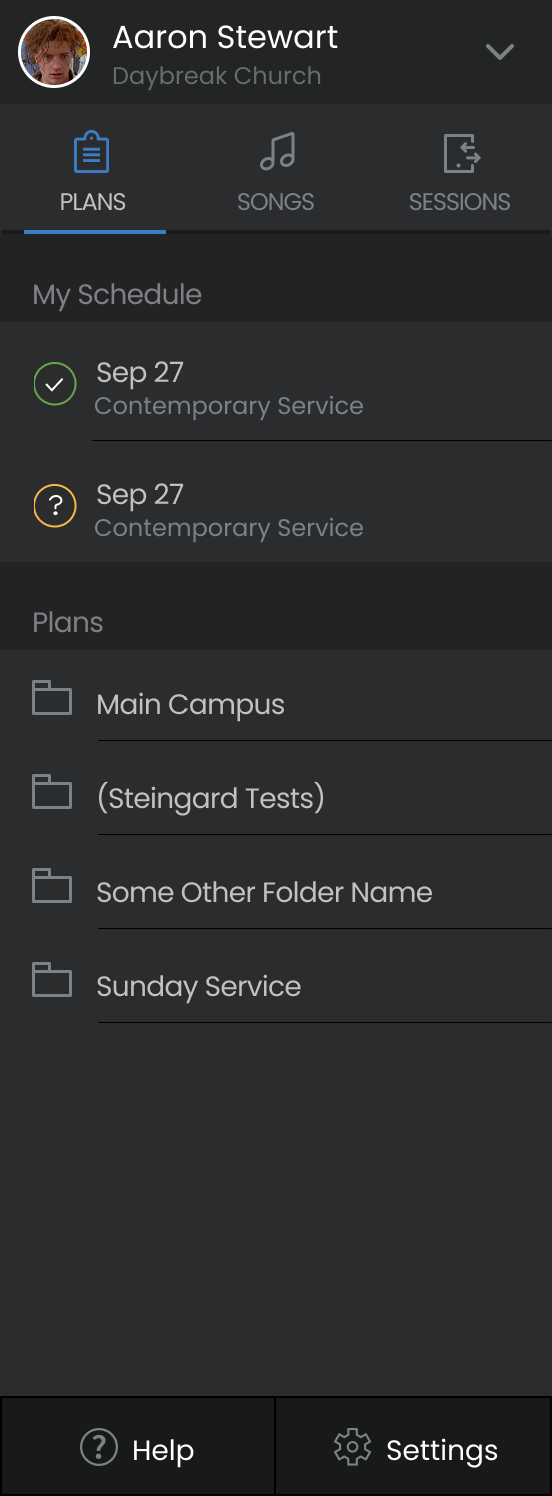 Aaron Stewart
Daybreak Church
PLANS
SONGS
SESSIONS
My Schedule
Sep 27
Contemporary Service
?
Sep 27
Contemporary Service
Plans
Main Campus
(Steingard Tests)
Some Other Folder Name
Sunday Service
? Help
Settings